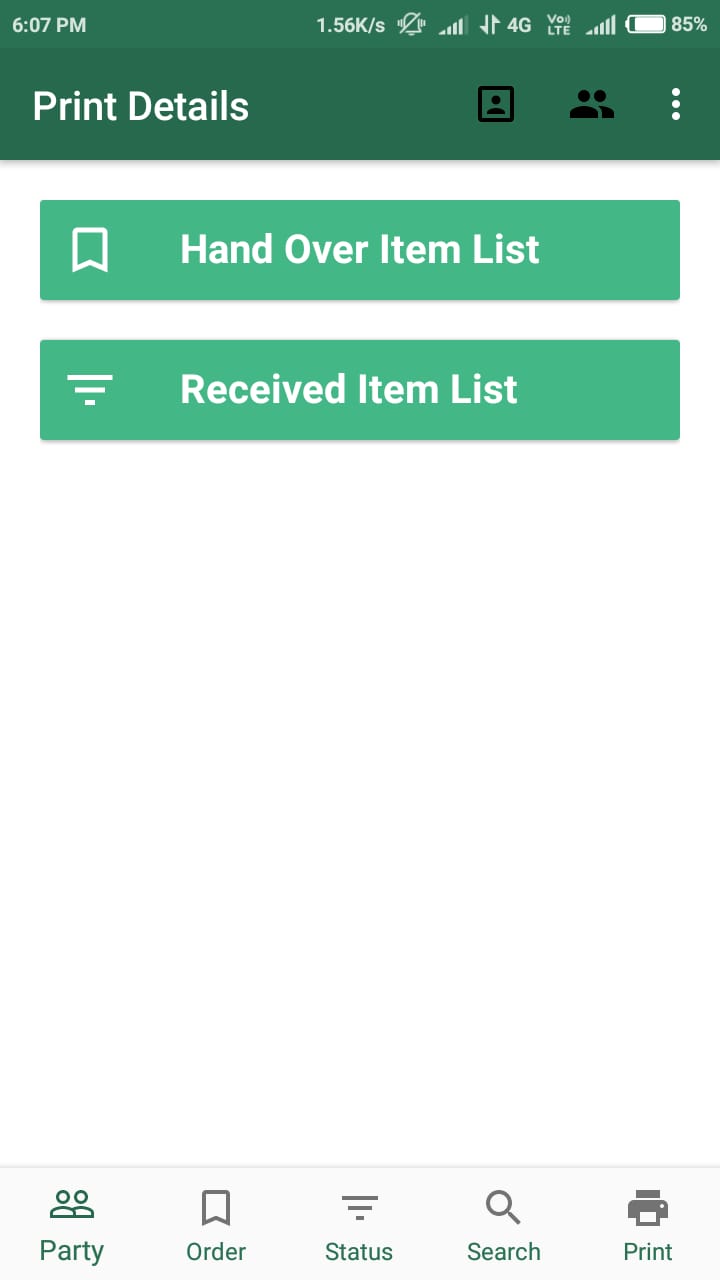 6:07 PM 1.56K/s 4G Vo) LTE 85%
Print Details
Hand Over Item List
Received Item List
Party Order Status Search Print